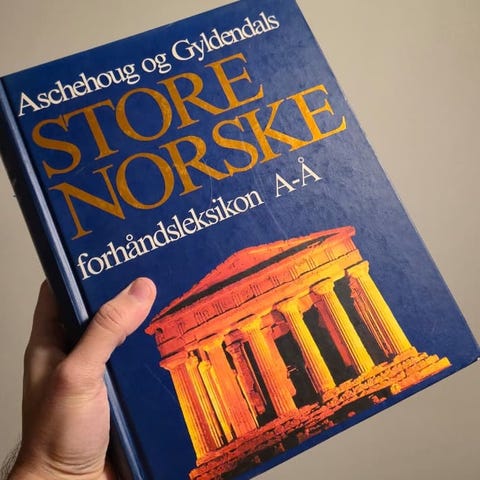 Aschehoug og Gyldendals
STORE
NORSKE
forhåndsleksikon A-Å